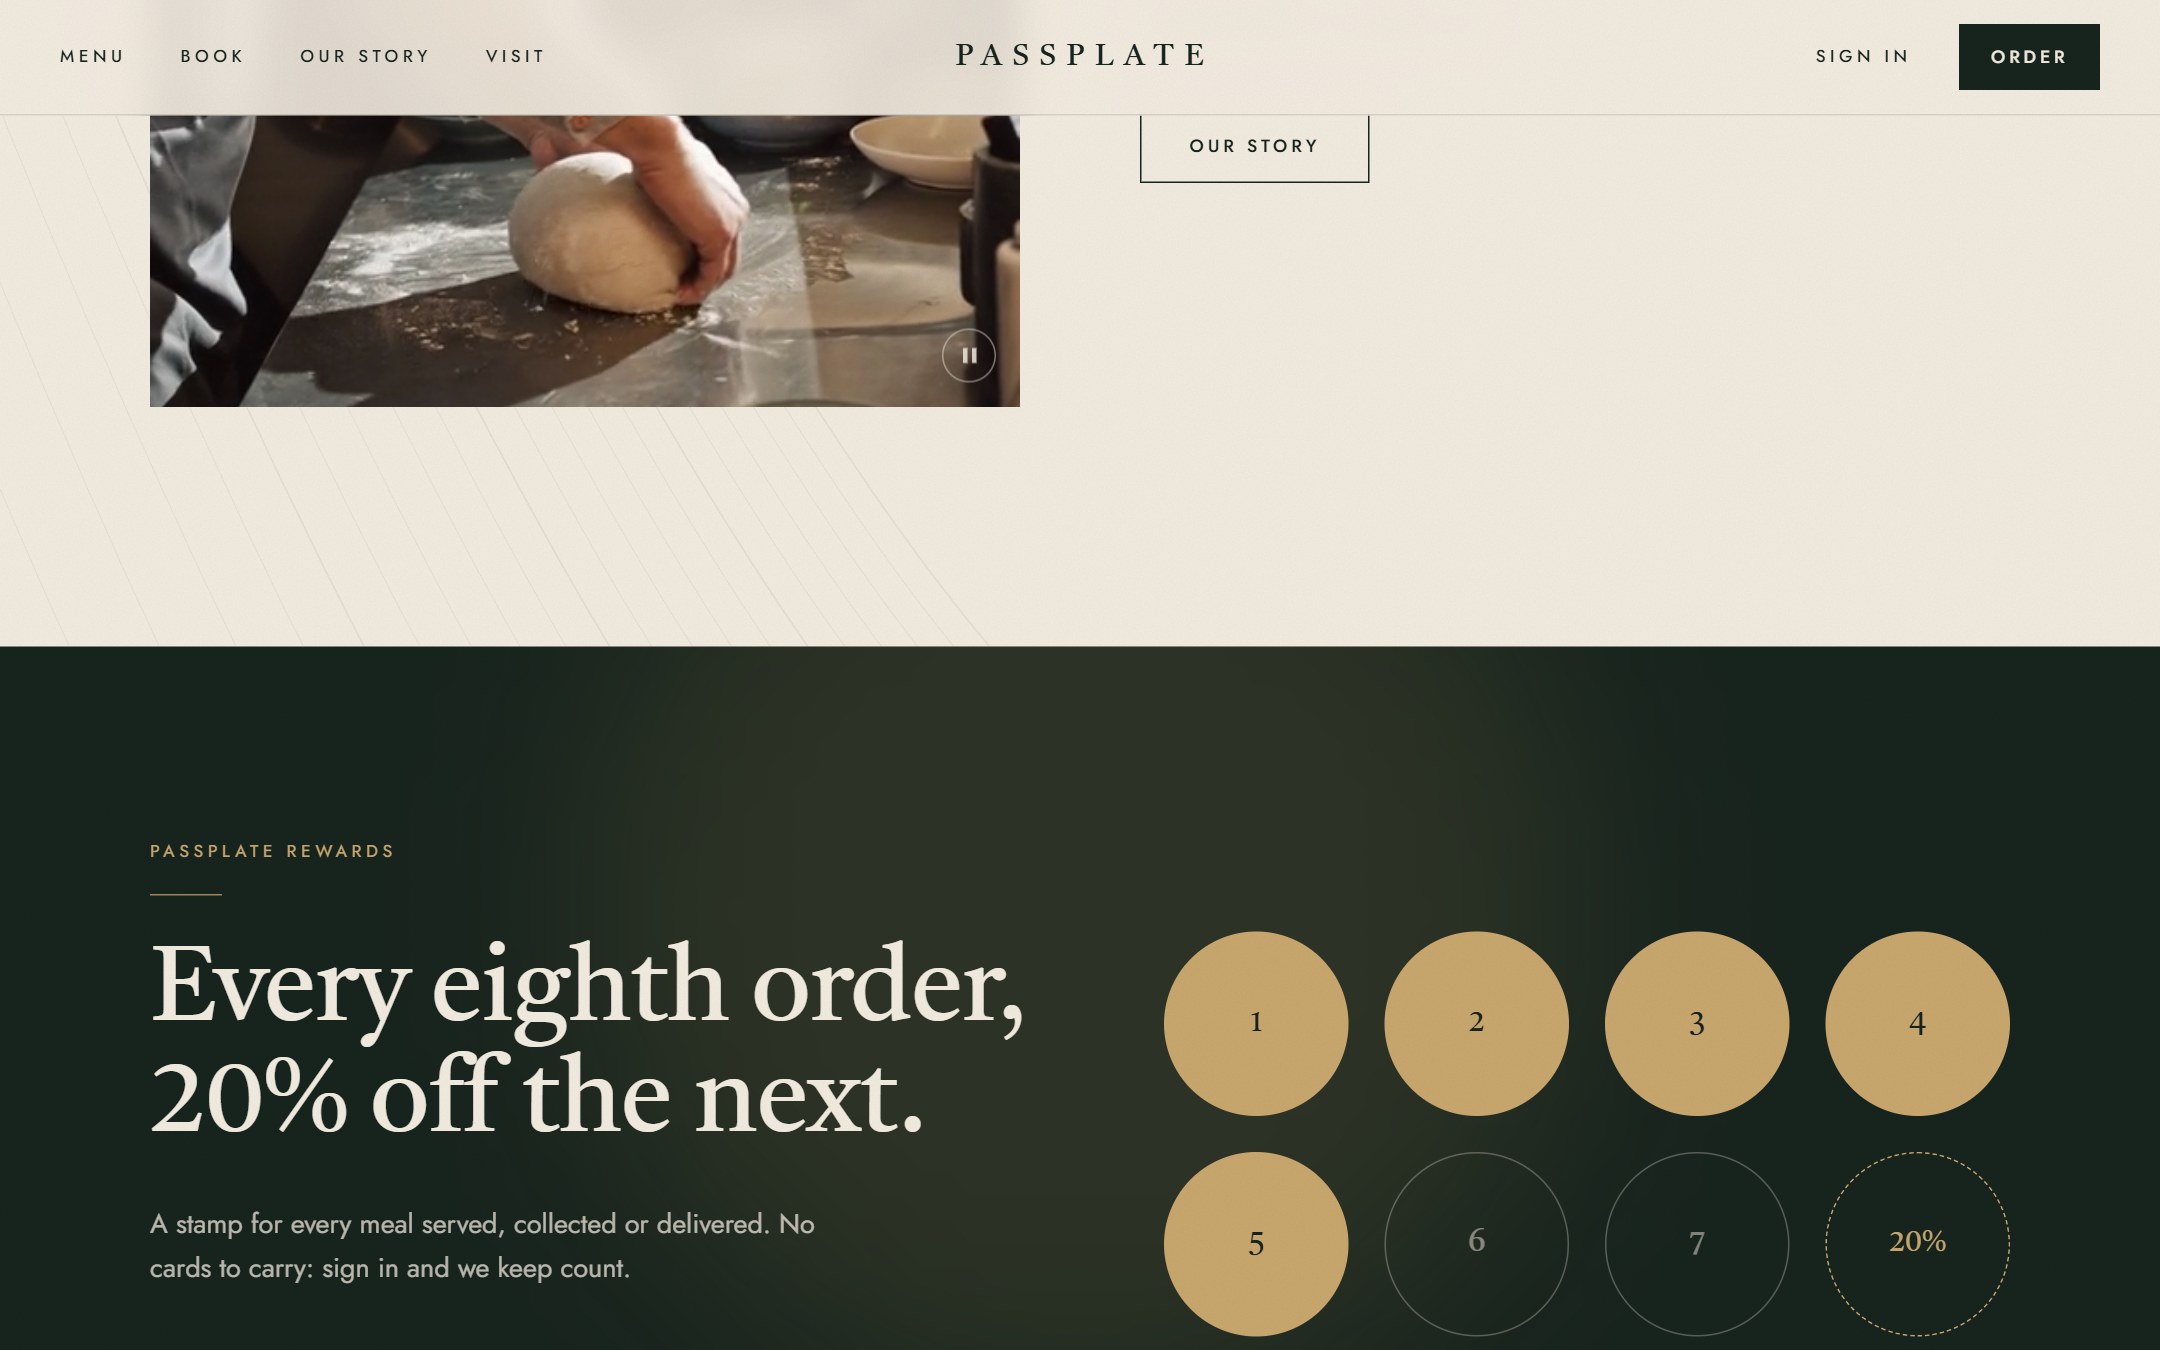 MENU BOOK OUR STORY VISIT PASSPLATE SIGN IN ORDER
OUR STORY
PASSPLATE REWARDS
Every eighth order,
20% off the next.
A stamp for every meal served, collected or delivered. No
cards to carry: sign in and we keep count.
1 2 3 4
5 6 7 20%